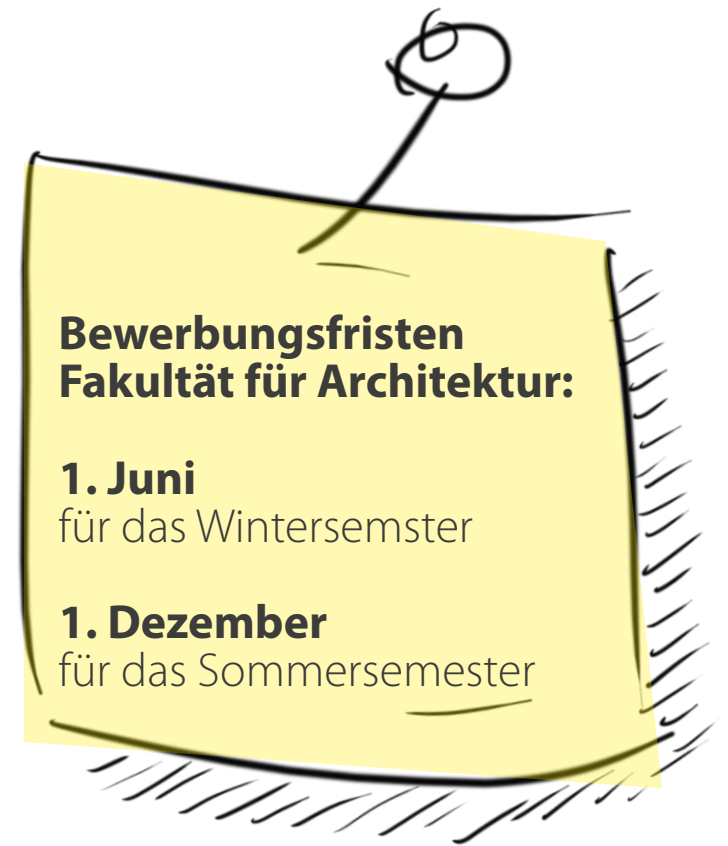 Bewerbungsfristen
Fakultät für Architektur:
1. Juni
für das Wintersemster
1. Dezember
für das Sommersemester